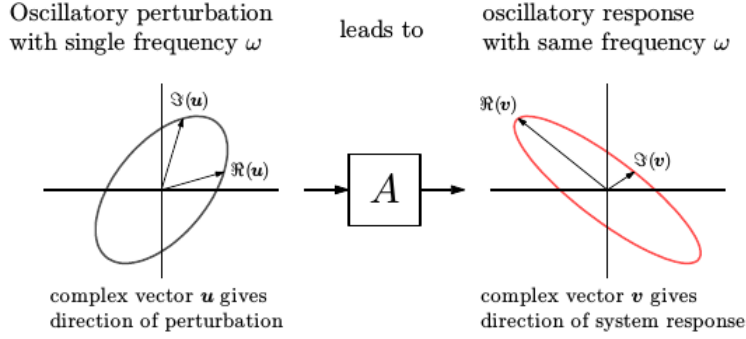 Oscillatory perturbation
with single frequency ω
leads to
oscillatory response
with same frequency ω
ℑ(u)
ℜ(u)
A
ℜ(v)
ℑ(v)
complex vector u gives
direction of perturbation
complex vector v gives
direction of system response